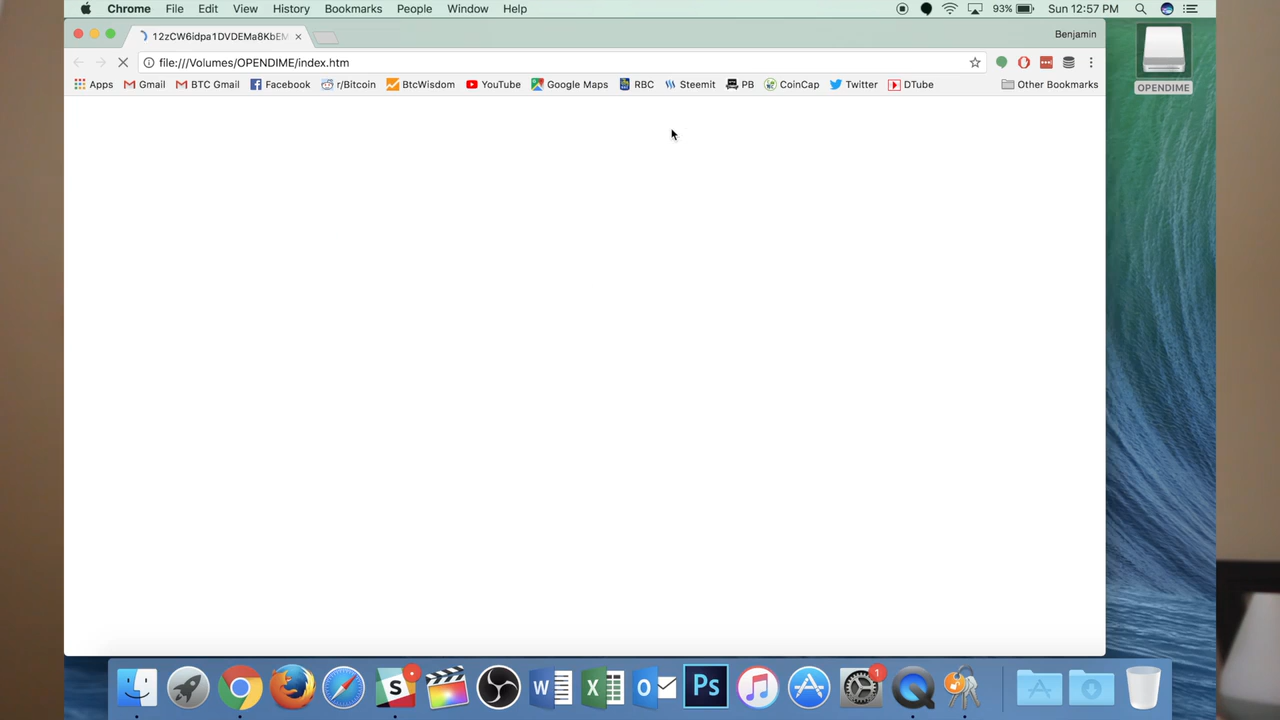 Chrome File Edit View History Bookmarks People Window Help 93% Sun 12:57 PM
12zCW6idpa1DVDEMa8KbEM Benjamin
file:///Volumes/OPENDIME/index.htm
Apps Gmail BTC Gmail Facebook r/Bitcoin BtcWisdom YouTube Google Maps RBC Steemit PB CoinCap Twitter DTube Other Bookmarks
OPENDIME
S W X O Ps 1